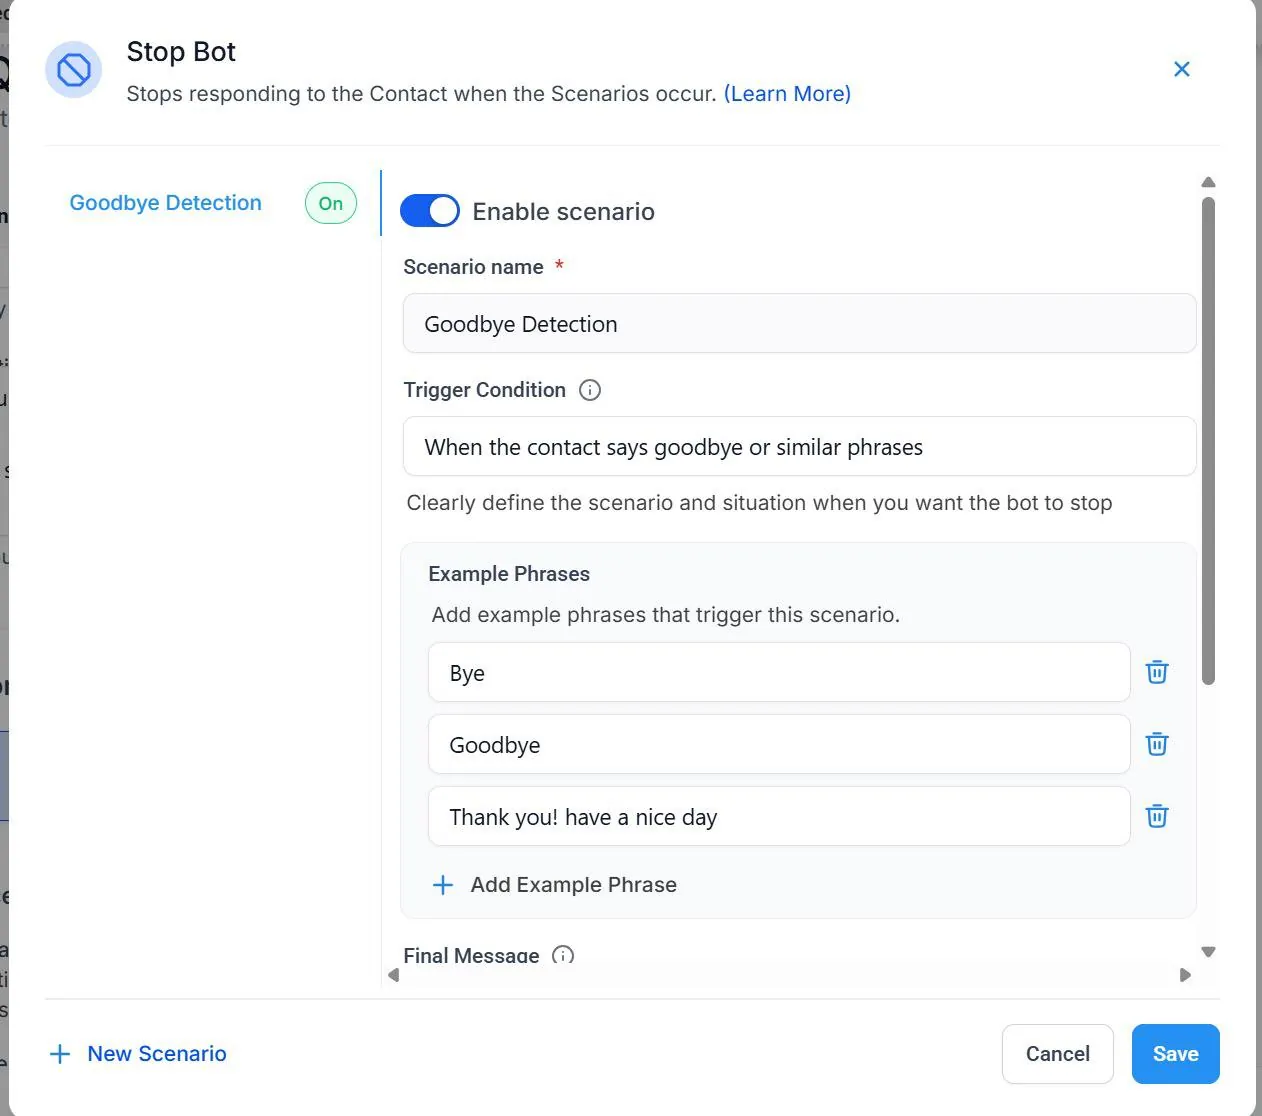 Stop Bot
Stops responding to the Contact when the Scenarios occur. (Learn More)
Goodbye Detection
On
Enable scenario
Scenario name *
Goodbye Detection
Trigger Condition
When the contact says goodbye or similar phrases
Clearly define the scenario and situation when you want the bot to stop
Example Phrases
Add example phrases that trigger this scenario.
Bye
Goodbye
Thank you! have a nice day
+ Add Example Phrase
Final Message
+ New Scenario
Cancel
Save